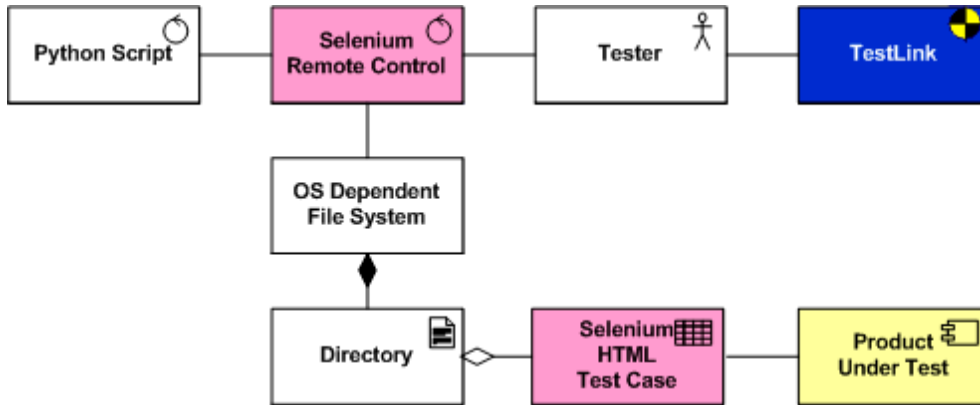 Python Script
Selenium
Remote Control
Tester
TestLink
OS Dependent
File System
Directory
Selenium
HTML
Test Case
Product
Under Test